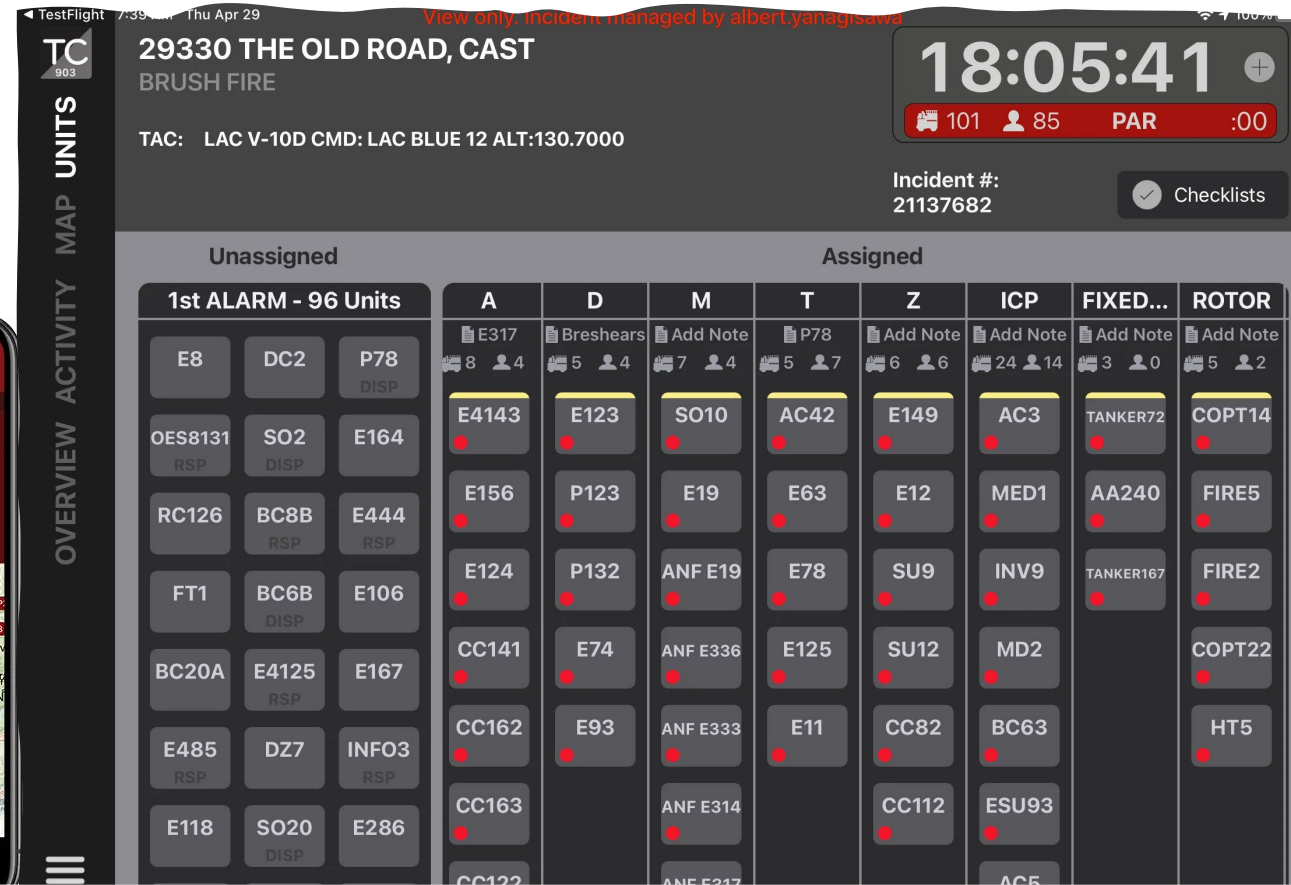 TestFlight 7:39 AM Thu Apr 29
View only. Incident managed by albert.yanagisawa
100%
TC
903
UNITS
MAP
ACTIVITY
OVERVIEW
29330 THE OLD ROAD, CAST
BRUSH FIRE
TAC: LAC V-10D CMD: LAC BLUE 12 ALT:130.7000
18:05:41
101 85 PAR :00
Incident #:
21137682
Checklists
Unassigned
Assigned
1st ALARM - 96 Units
E8 DC2 P78
DISP
OES8131 SO2 E164
RSP DISP
RC126 BC8B E444
RSP RSP
FT1 BC6B E106
DISP
BC20A E4125 E167
RSP
E485 DZ7 INFO3
RSP RSP
E118 SO20 E286
DISP
A D M T Z ICP FIXED... ROTOR
E317 Breshears Add Note P78 Add Note Add Note Add Note Add Note
8 4 5 4 7 4 5 7 6 6 24 14 3 0 5 2
E4143 E123 SO10 AC42 E149 AC3 TANKER72 COPT14
E156 P123 E19 E63 E12 MED1 AA240 FIRE5
E124 P132 ANF E19 E78 SU9 INV9 TANKER167 FIRE2
CC141 E74 ANF E336 E125 SU12 MD2 COPT22
CC162 E93 ANF E333 E11 CC82 BC63 HT5
CC163 ANF E314 CC112 ESU93
CC122 ANF E317 AC5